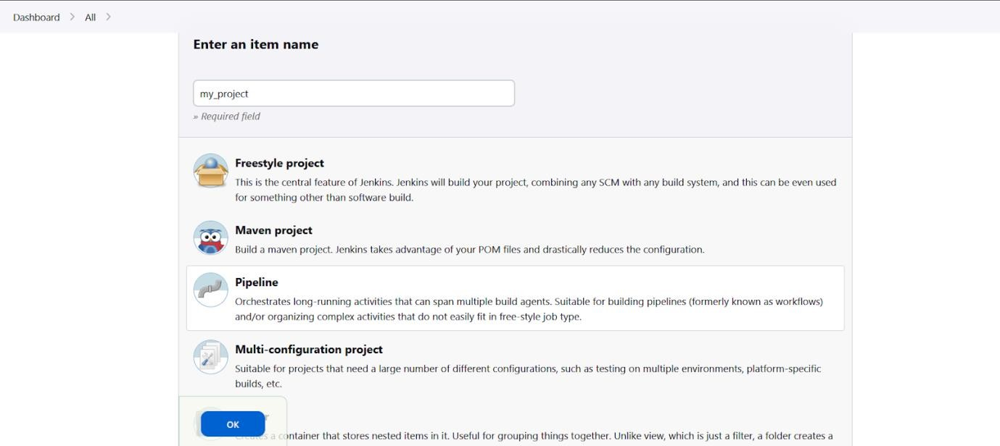 Dashboard > All >
Enter an item name
my_project
» Required field
Freestyle project
This is the central feature of Jenkins. Jenkins will build your project, combining any SCM with any build system, and this can be even used
for something other than software build.
Maven project
Build a maven project. Jenkins takes advantage of your POM files and drastically reduces the configuration.
Pipeline
Orchestrates long-running activities that can span multiple build agents. Suitable for building pipelines (formerly known as workflows)
and/or organizing complex activities that do not easily fit in free-style job type.
Multi-configuration project
Suitable for projects that need a large number of different configurations, such as testing on multiple environments, platform-specific
builds, etc.
OK
Creates a container that stores nested items in it. Useful for grouping things together. Unlike view, which is just a filter, a folder creates a